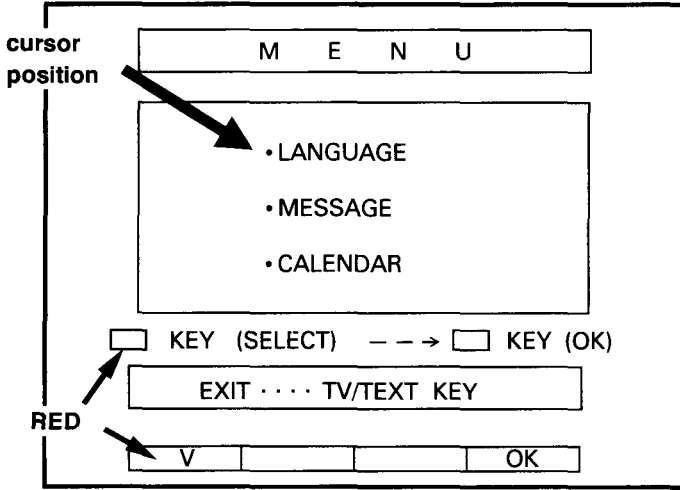 cursor
position
M E N U
• LANGUAGE
• MESSAGE
• CALENDAR
KEY (SELECT) – – → KEY (OK)
EXIT ···· TV/TEXT KEY
RED
V OK